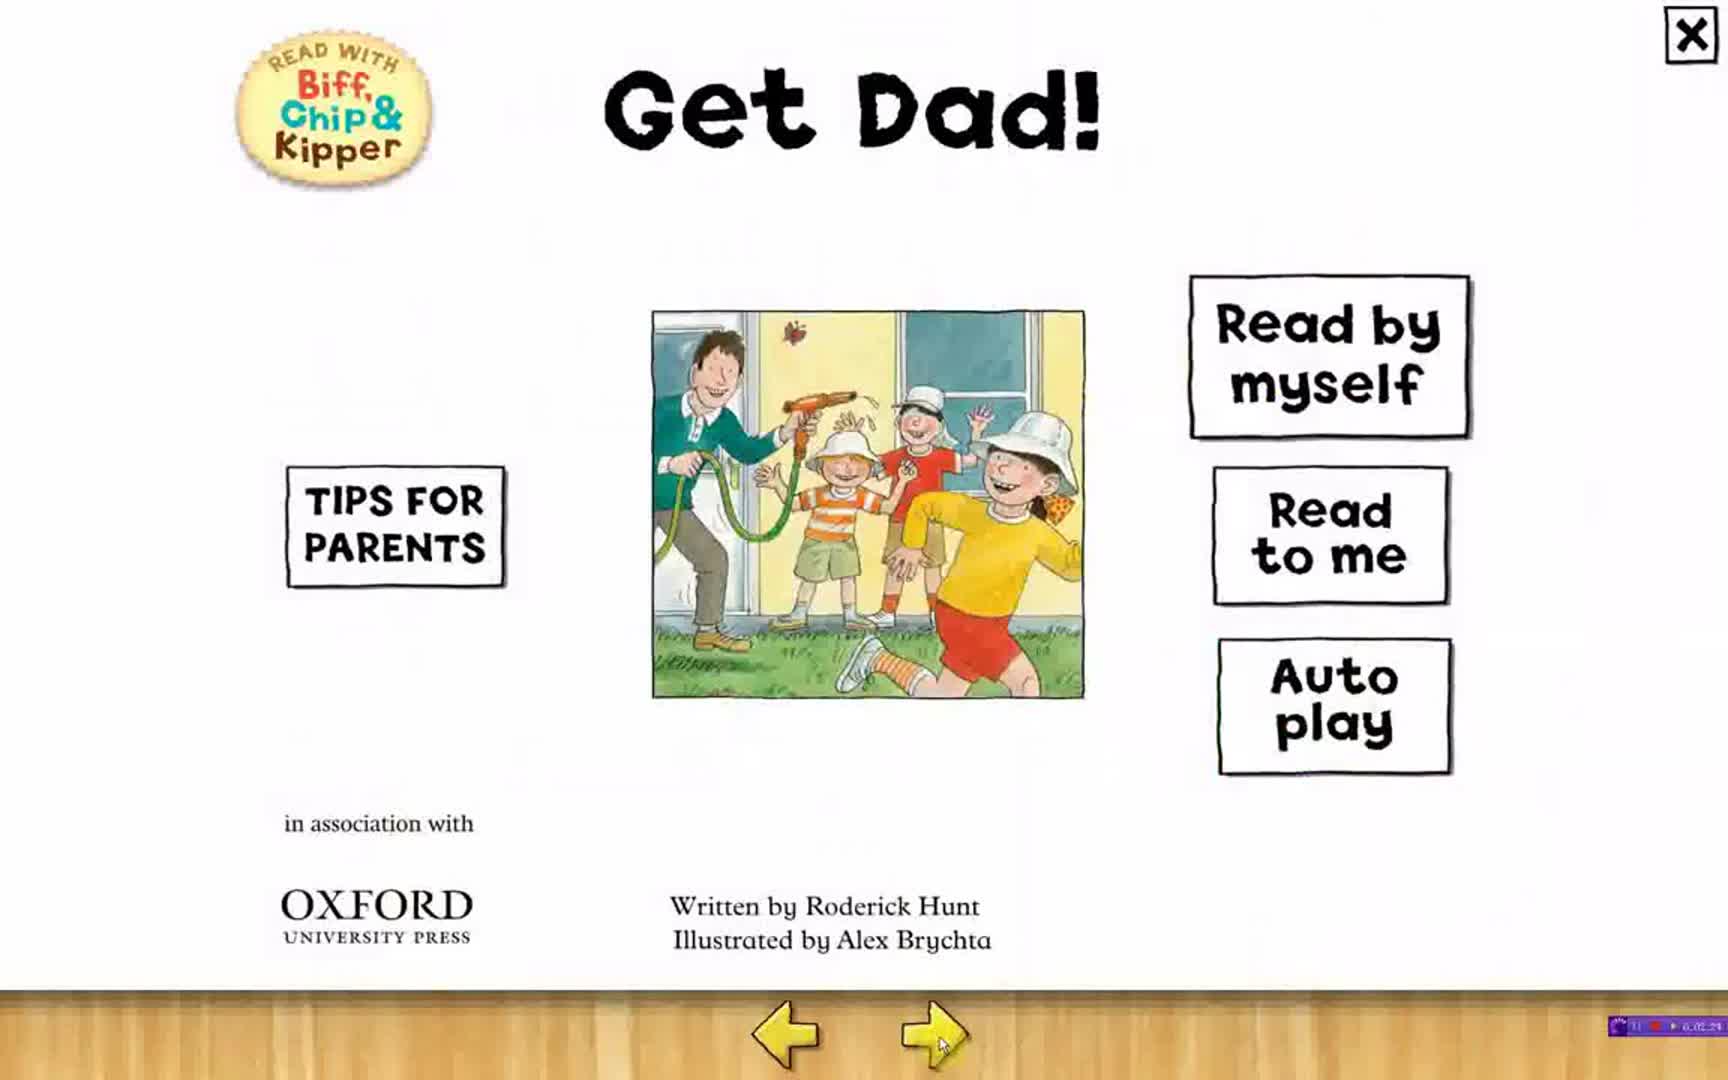 READ WITH
Biff,
Chip &
Kipper
Get Dad!
Read by
myself
TIPS FOR
PARENTS
Read
to me
Auto
play
in association with
OXFORD
UNIVERSITY PRESS
Written by Roderick Hunt
Illustrated by Alex Brychta